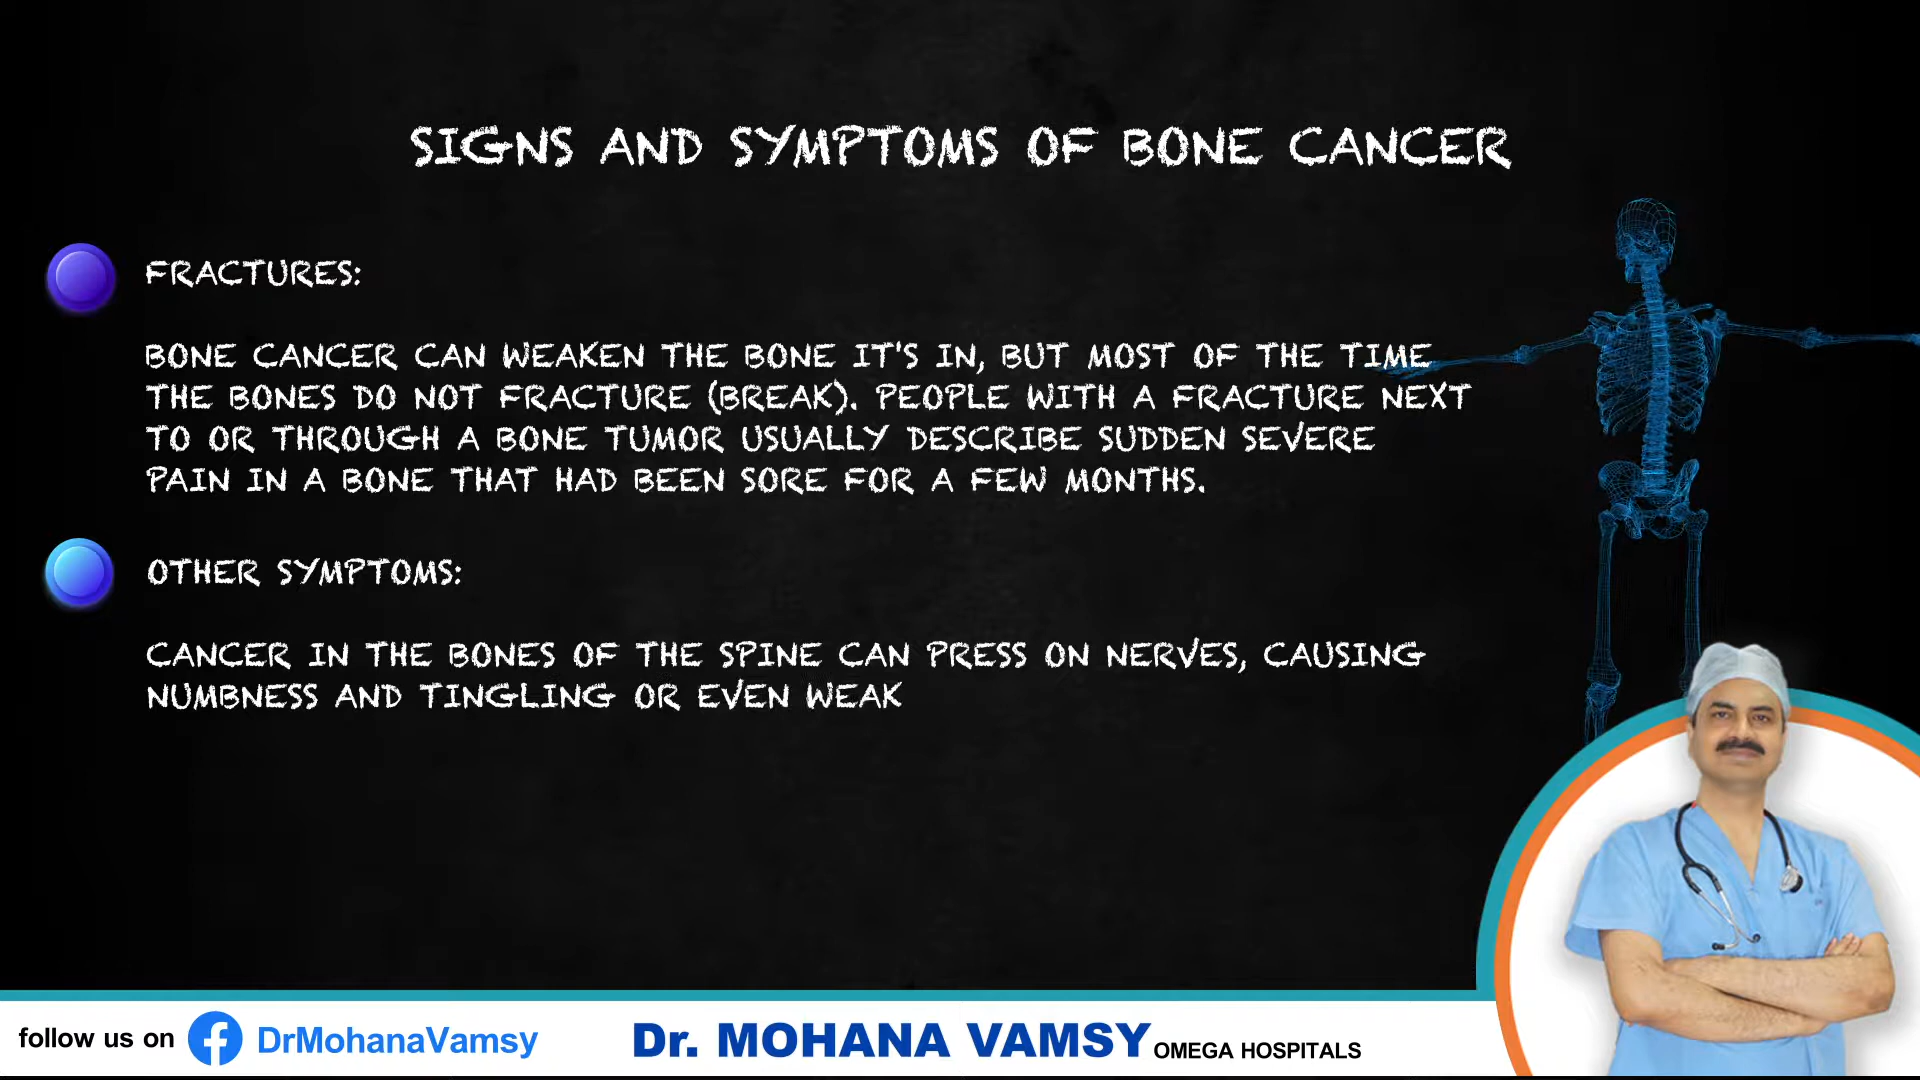 SIGNS AND SYMPTOMS OF BONE CANCER
FRACTURES:
BONE CANCER CAN WEAKEN THE BONE IT'S IN, BUT MOST OF THE TIME
THE BONES DO NOT FRACTURE (BREAK). PEOPLE WITH A FRACTURE NEXT
TO OR THROUGH A BONE TUMOR USUALLY DESCRIBE SUDDEN SEVERE
PAIN IN A BONE THAT HAD BEEN SORE FOR A FEW MONTHS.
OTHER SYMPTOMS:
CANCER IN THE BONES OF THE SPINE CAN PRESS ON NERVES, CAUSING
NUMBNESS AND TINGLING OR EVEN WEAK
follow us on DrMohanaVamsy
Dr. MOHANA VAMSY OMEGA HOSPITALS